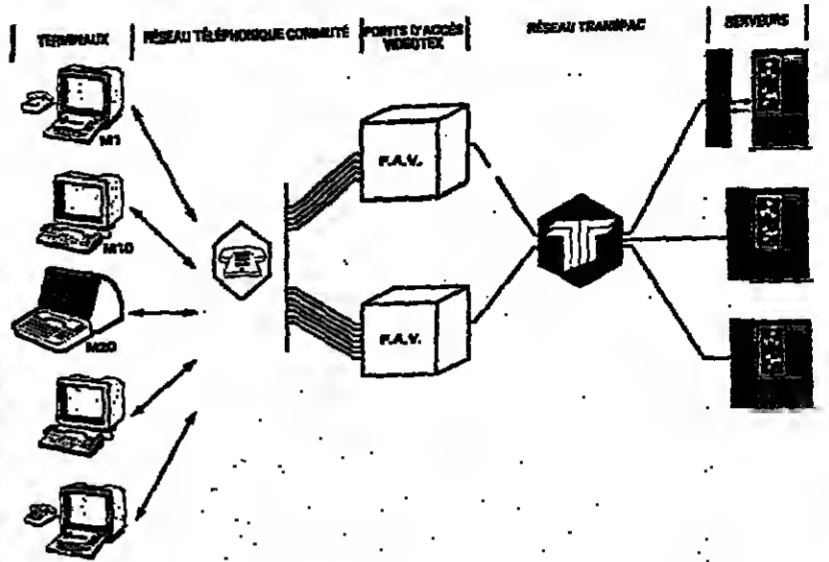 TERMINAUX
RÉSEAU TÉLÉPHONIQUE COMMUTÉ
POINTS D'ACCÈS
VIDEOTEX
RÉSEAU TRANSPAC
SERVEURS
M1
M10
M20
P.A.V.
P.A.V.